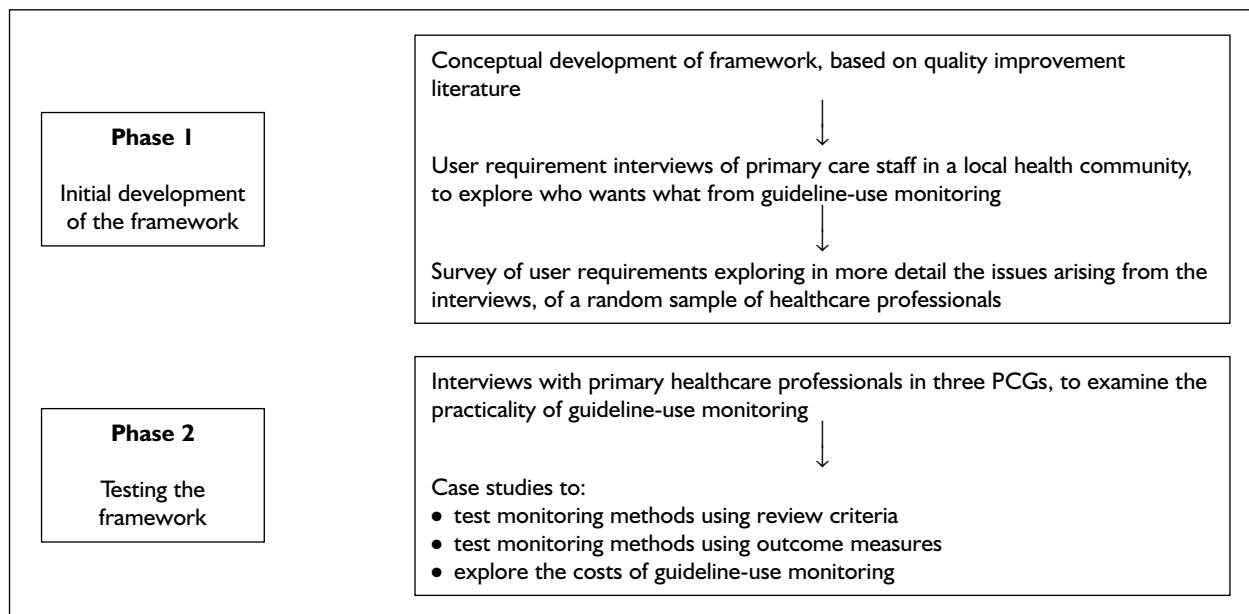 Phase 1
Initial development
of the framework
Conceptual development of framework, based on quality improvement
literature
User requirement interviews of primary care staff in a local health community,
to explore who wants what from guideline-use monitoring
Survey of user requirements exploring in more detail the issues arising from the
interviews, of a random sample of healthcare professionals
Phase 2
Testing the
framework
Interviews with primary healthcare professionals in three PCGs, to examine the
practicality of guideline-use monitoring
Case studies to:
• test monitoring methods using review criteria
• test monitoring methods using outcome measures
• explore the costs of guideline-use monitoring